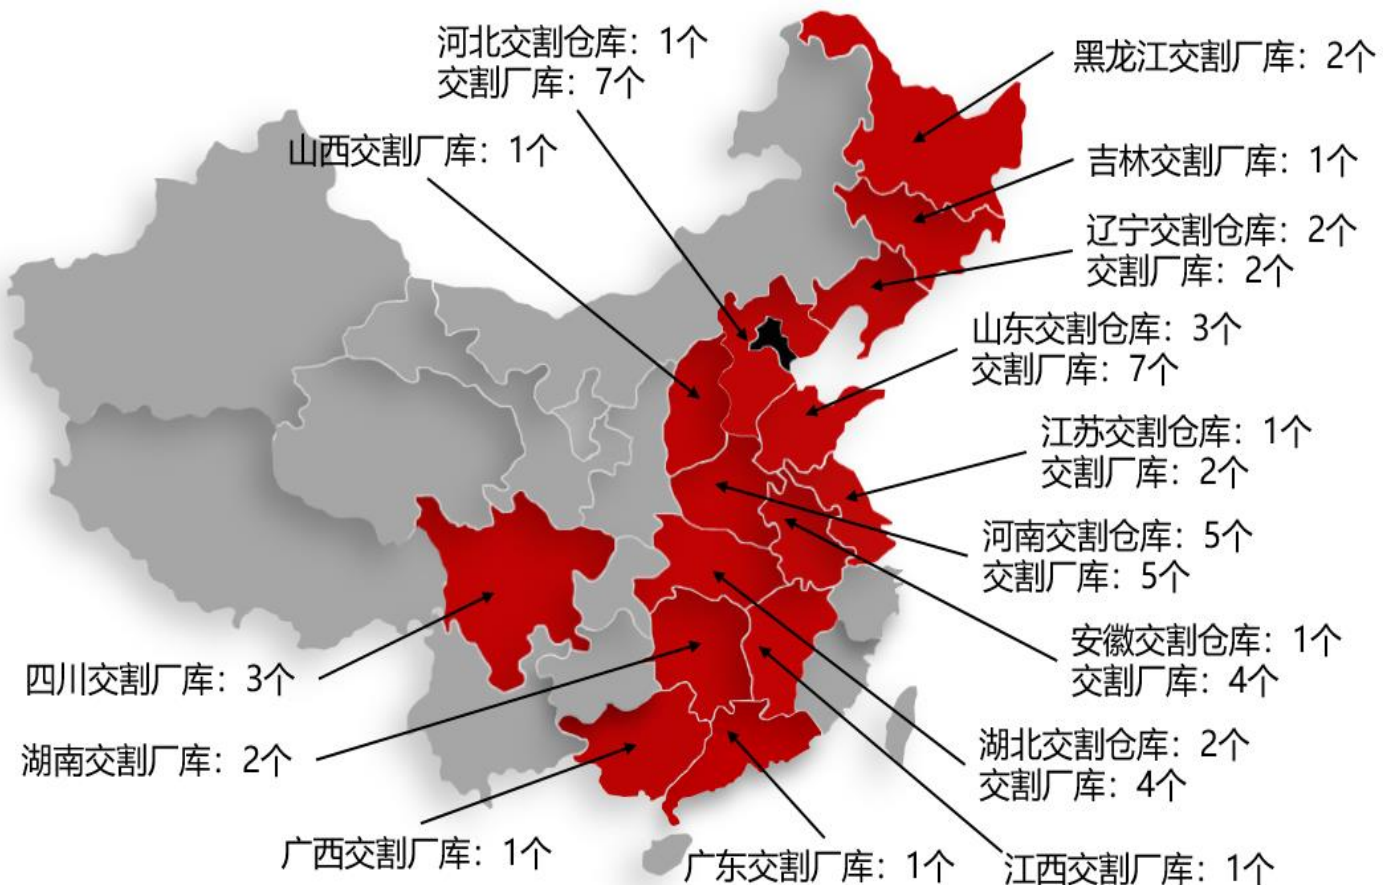 河北交割仓库：1个
交割厂库：7个
黑龙江交割厂库：2个
山西交割厂库：1个
吉林交割厂库：1个
辽宁交割仓库：2个
交割厂库：2个
山东交割仓库：3个
交割厂库：7个
江苏交割仓库：1个
交割厂库：2个
河南交割仓库：5个
交割厂库：5个
安徽交割仓库：1个
交割厂库：4个
四川交割厂库：3个
湖南交割厂库：2个
湖北交割仓库：2个
交割厂库：4个
广西交割厂库：1个
广东交割厂库：1个
江西交割厂库：1个